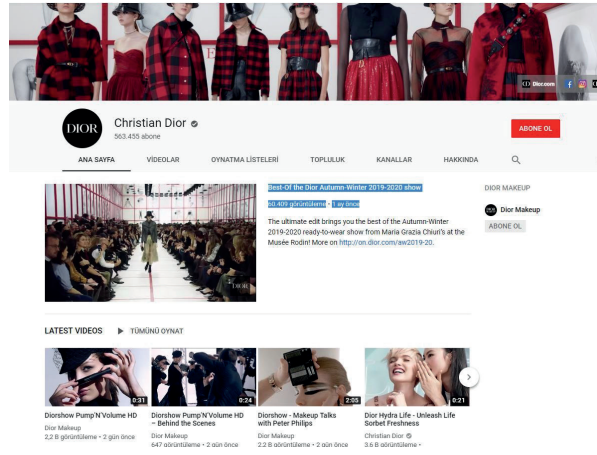 Dior.com
DIOR
Christian Dior
563.455 abone
ABONE OL
ANA SAYFA VİDEOLAR OYNATMA LİSTELERİ TOPLULUK KANALLAR HAKKINDA
Best-Of the Dior Autumn-Winter 2019-2020 show
60.409 görüntüleme • 1 ay önce
The ultimate edit brings you the best of the Autumn-Winter
2019-2020 ready-to-wear show from Maria Grazia Chiuri's at the
Musée Rodin! More on http://on.dior.com/aw2019-20.
DIOR
DIOR MAKEUP
Dior Makeup
ABONE OL
LATEST VIDEOS TÜMÜNÜ OYNAT
0:31 0:24 2:05 0:21
Diorshow Pump'N'Volume HD
Dior Makeup
2,2 B görüntüleme • 2 gün önce
Diorshow Pump'N'Volume HD
– Behind the Scenes
Dior Makeup
647 görüntüleme • 2 gün önce
Diorshow - Makeup Talks
with Peter Philips
Dior Makeup
2.2 B görüntüleme • 2 gün önce
Dior Hydra Life - Unleash Life
Sorbet Freshness
Christian Dior
3.6 B görüntüleme •